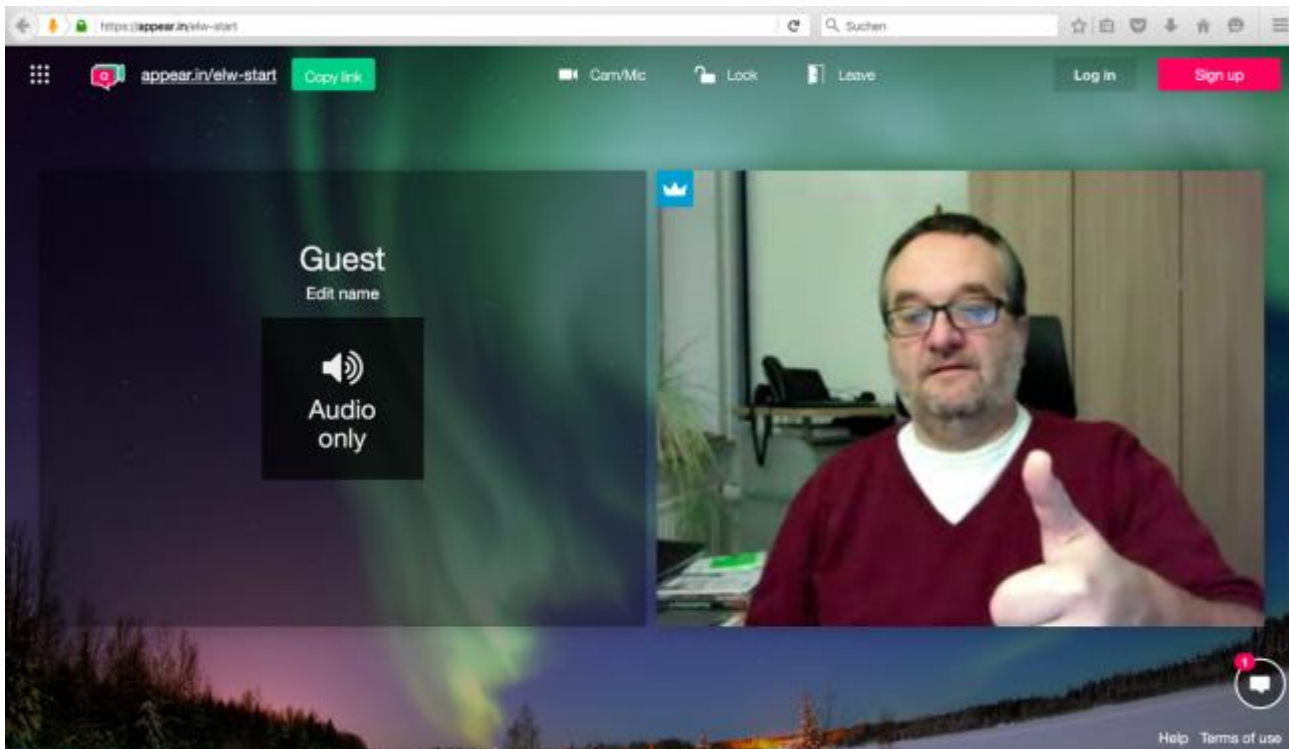 https://appear.in/elw-start
Suchen
appear.in/elw-start
Copy link
Cam/Mic
Lock
Leave
Log in
Sign up
Guest
Edit name
Audio
only
1
Help Terms of use